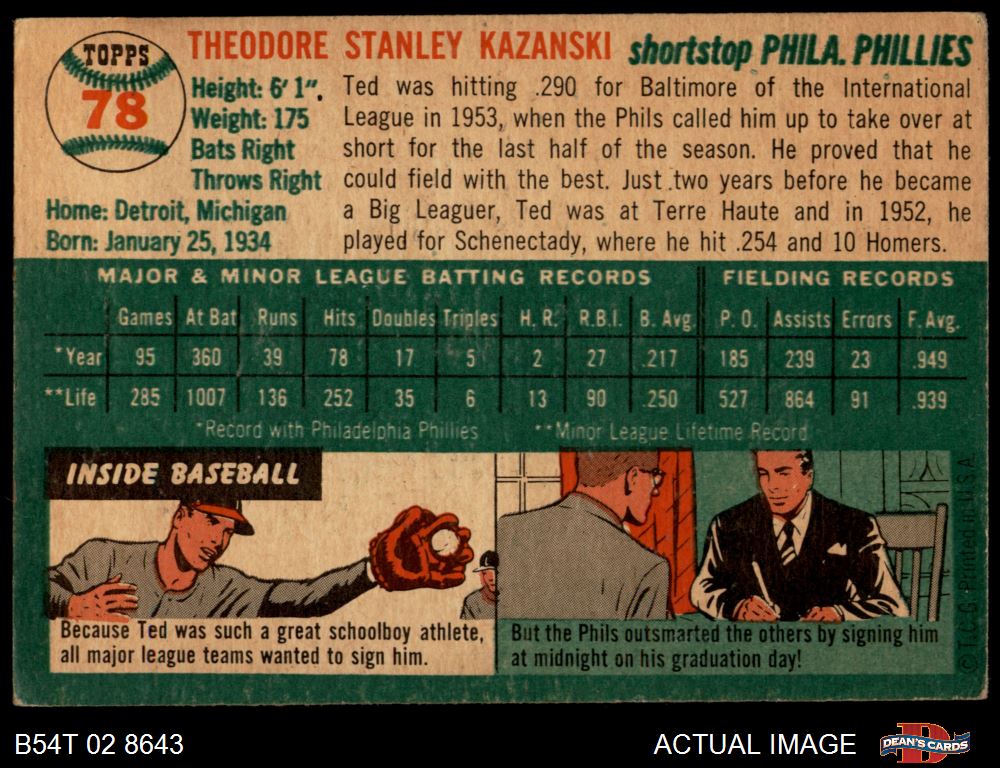 TOPPS
78
THEODORE STANLEY KAZANSKI shortstop PHILA. PHILLIES
Height: 6' 1".
Weight: 175
Bats Right
Throws Right
Home: Detroit, Michigan
Born: January 25, 1934
Ted was hitting .290 for Baltimore of the International
League in 1953, when the Phils called him up to take over at
short for the last half of the season. He proved that he
could field with the best. Just two years before he became
a Big Leaguer, Ted was at Terre Haute and in 1952, he
played for Schenectady, where he hit .254 and 10 Homers.
MAJOR & MINOR LEAGUE BATTING RECORDS FIELDING RECORDS
Games At Bat Runs Hits Doubles Triples H. R. R.B.I. B. Avg. P. O. Assists Errors F. Avg.
*Year 95 360 39 78 17 5 2 27 .217 185 239 23 .949
**Life 285 1007 136 252 35 6 13 90 .250 527 864 91 .939
*Record with Philadelphia Phillies **Minor League Lifetime Record
INSIDE BASEBALL
Because Ted was such a great schoolboy athlete,
all major league teams wanted to sign him.
But the Phils outsmarted the others by signing him
at midnight on his graduation day!
© T.C.G. Printed in U.S.A.
B54T 02 8643
ACTUAL IMAGE
DEAN'S CARDS